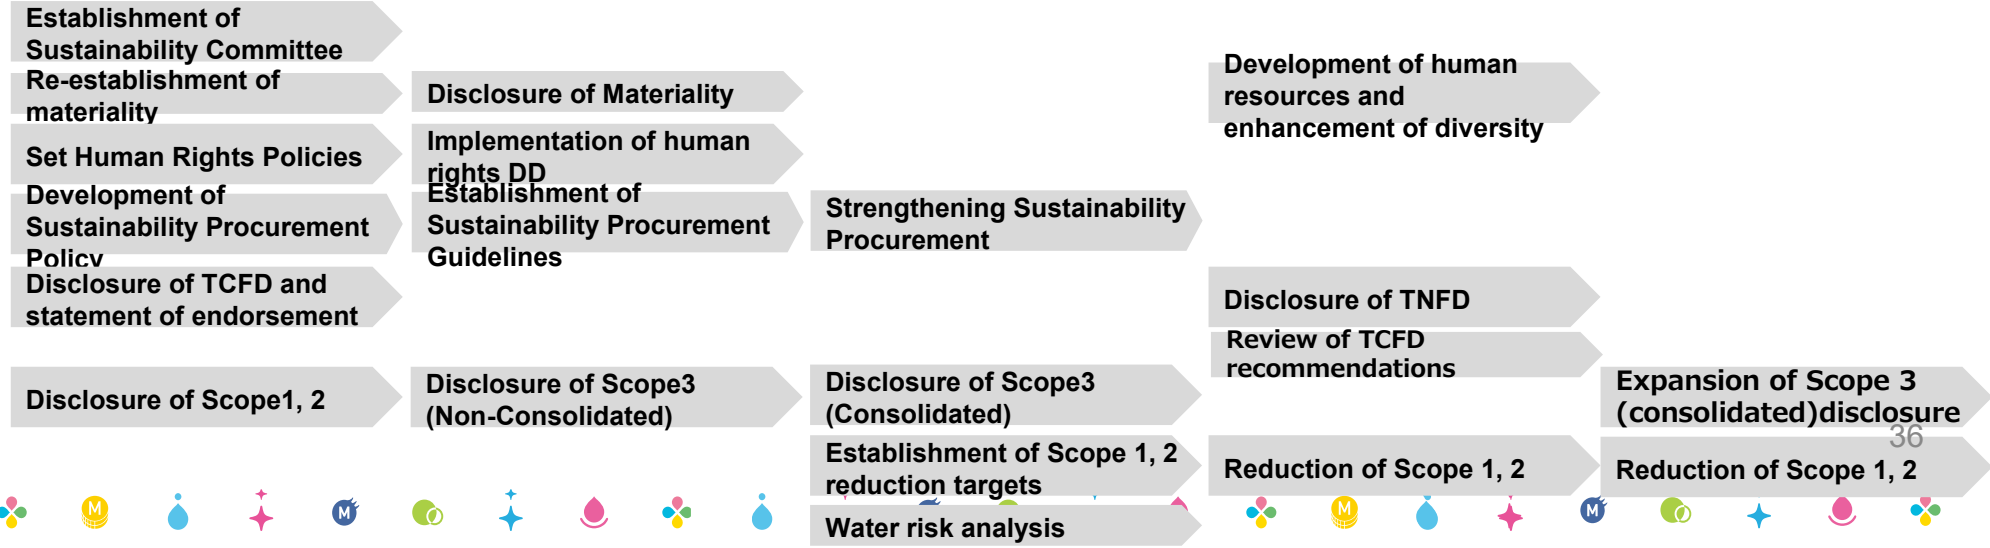 Establishment of
Sustainability Committee
Re-establishment of
materiality
Set Human Rights Policies
Development of
Sustainability Procurement
Policy
Disclosure of TCFD and
statement of endorsement
Disclosure of Scope1, 2
Disclosure of Materiality
Implementation of human
rights DD
Establishment of
Sustainability Procurement
Guidelines
Disclosure of Scope3
(Non-Consolidated)
Strengthening Sustainability
Procurement
Disclosure of Scope3
(Consolidated)
Establishment of Scope 1, 2
reduction targets
Water risk analysis
Development of human
resources and
enhancement of diversity
Disclosure of TNFD
Review of TCFD
recommendations
Reduction of Scope 1, 2
Expansion of Scope 3
(consolidated)disclosure
36
Reduction of Scope 1, 2
M
M
M
M